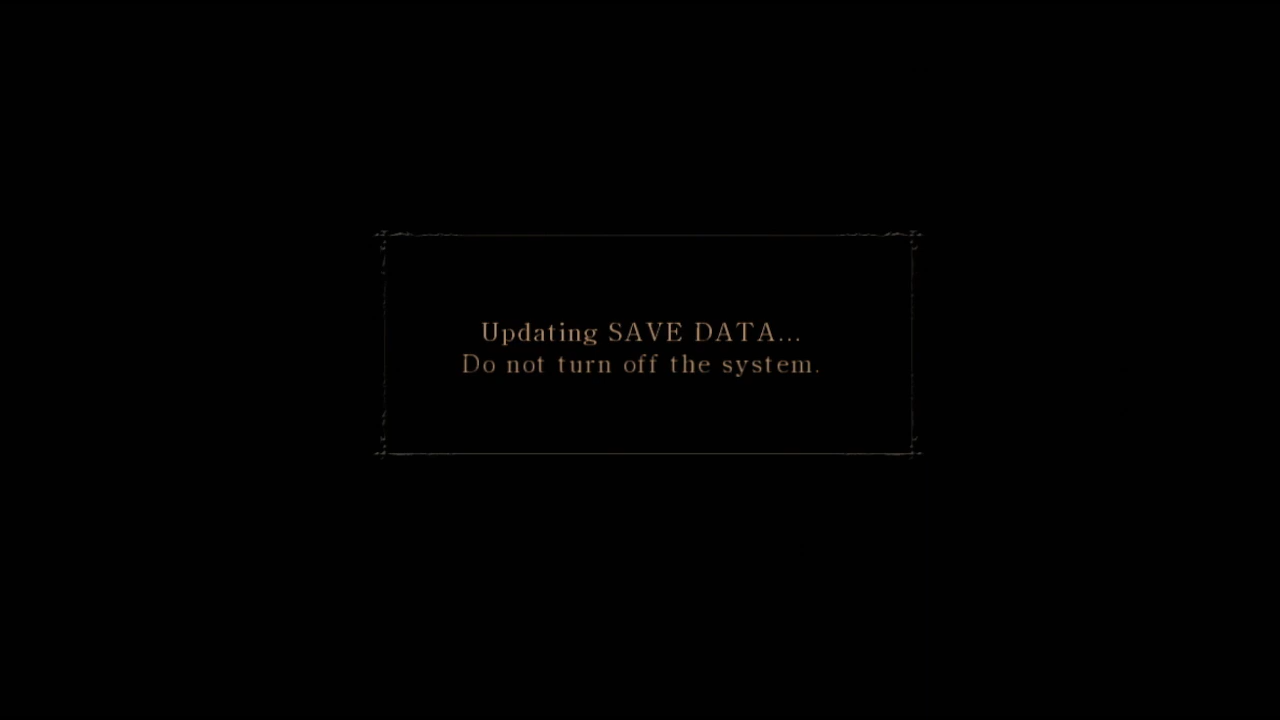 Updating SAVE DATA...
Do not turn off the system.